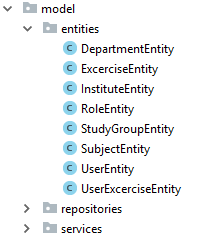 model
entities
DepartmentEntity
ExcerciseEntity
InstituteEntity
RoleEntity
StudyGroupEntity
SubjectEntity
UserEntity
UserExcerciseEntity
repositories
services